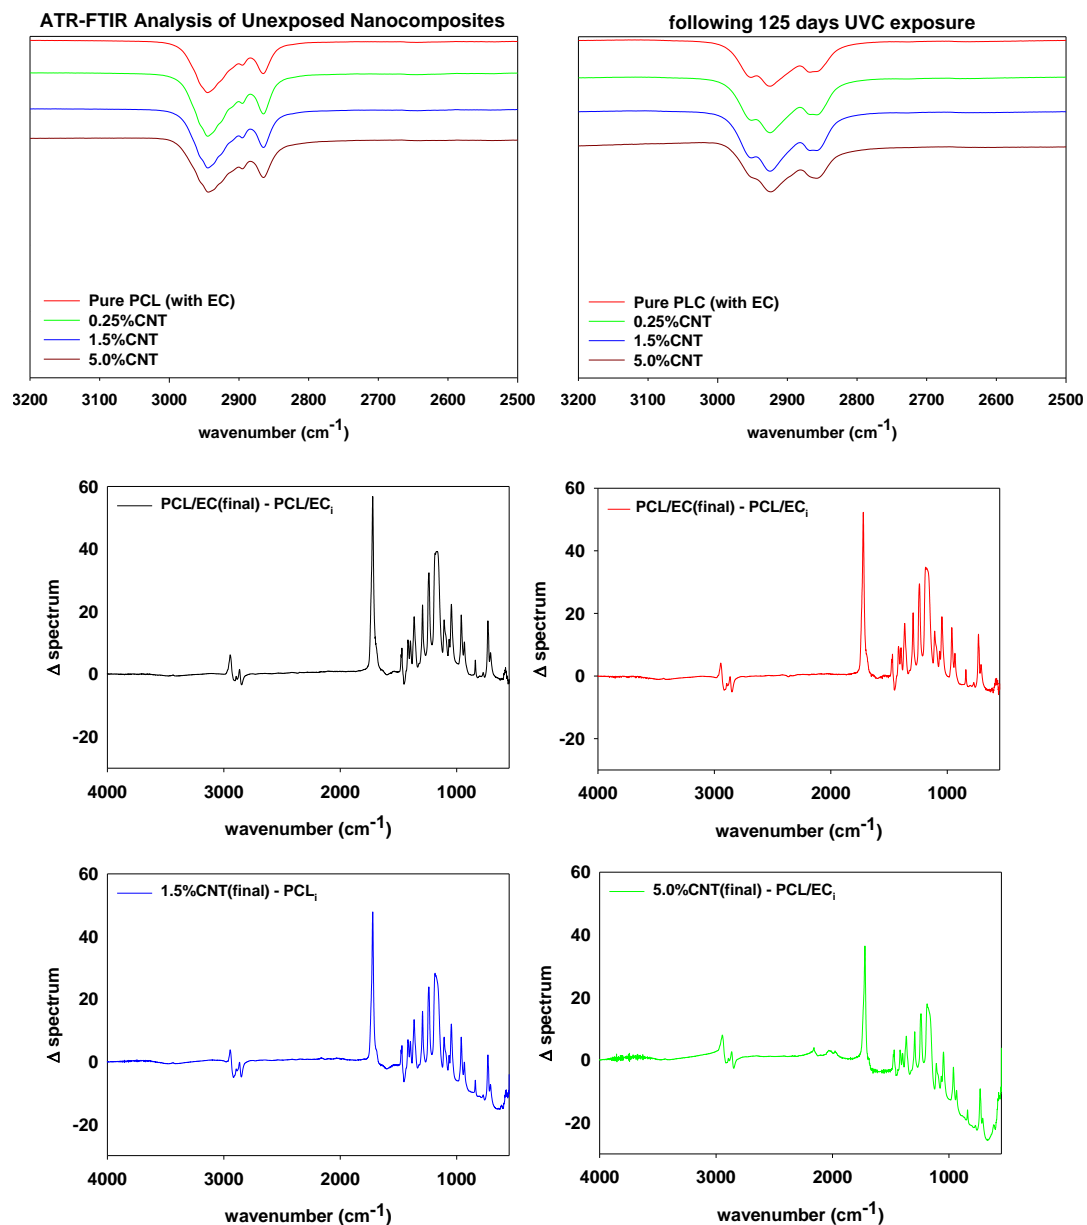 ATR-FTIR Analysis of Unexposed Nanocomposites
following 125 days UVC exposure
Pure PCL (with EC)
0.25%CNT
1.5%CNT
5.0%CNT
3200 3100 3000 2900 2800 2700 2600 2500
wavenumber (cm⁻¹)
Pure PLC (with EC)
0.25%CNT
1.5%CNT
5.0%CNT
3200 3100 3000 2900 2800 2700 2600 2500
wavenumber (cm⁻¹)
PCL/EC(final) - PCL/ECᵢ
Δ spectrum
60
40
20
0
-20
4000 3000 2000 1000
wavenumber (cm⁻¹)
PCL/EC(final) - PCL/ECᵢ
Δ spectrum
60
40
20
0
-20
4000 3000 2000 1000
wavenumber (cm⁻¹)
1.5%CNT(final) - PCLᵢ
Δ spectrum
60
40
20
0
-20
4000 3000 2000 1000
wavenumber (cm⁻¹)
5.0%CNT(final) - PCL/ECᵢ
Δ spectrum
60
40
20
0
-20
4000 3000 2000 1000
wavenumber (cm⁻¹)